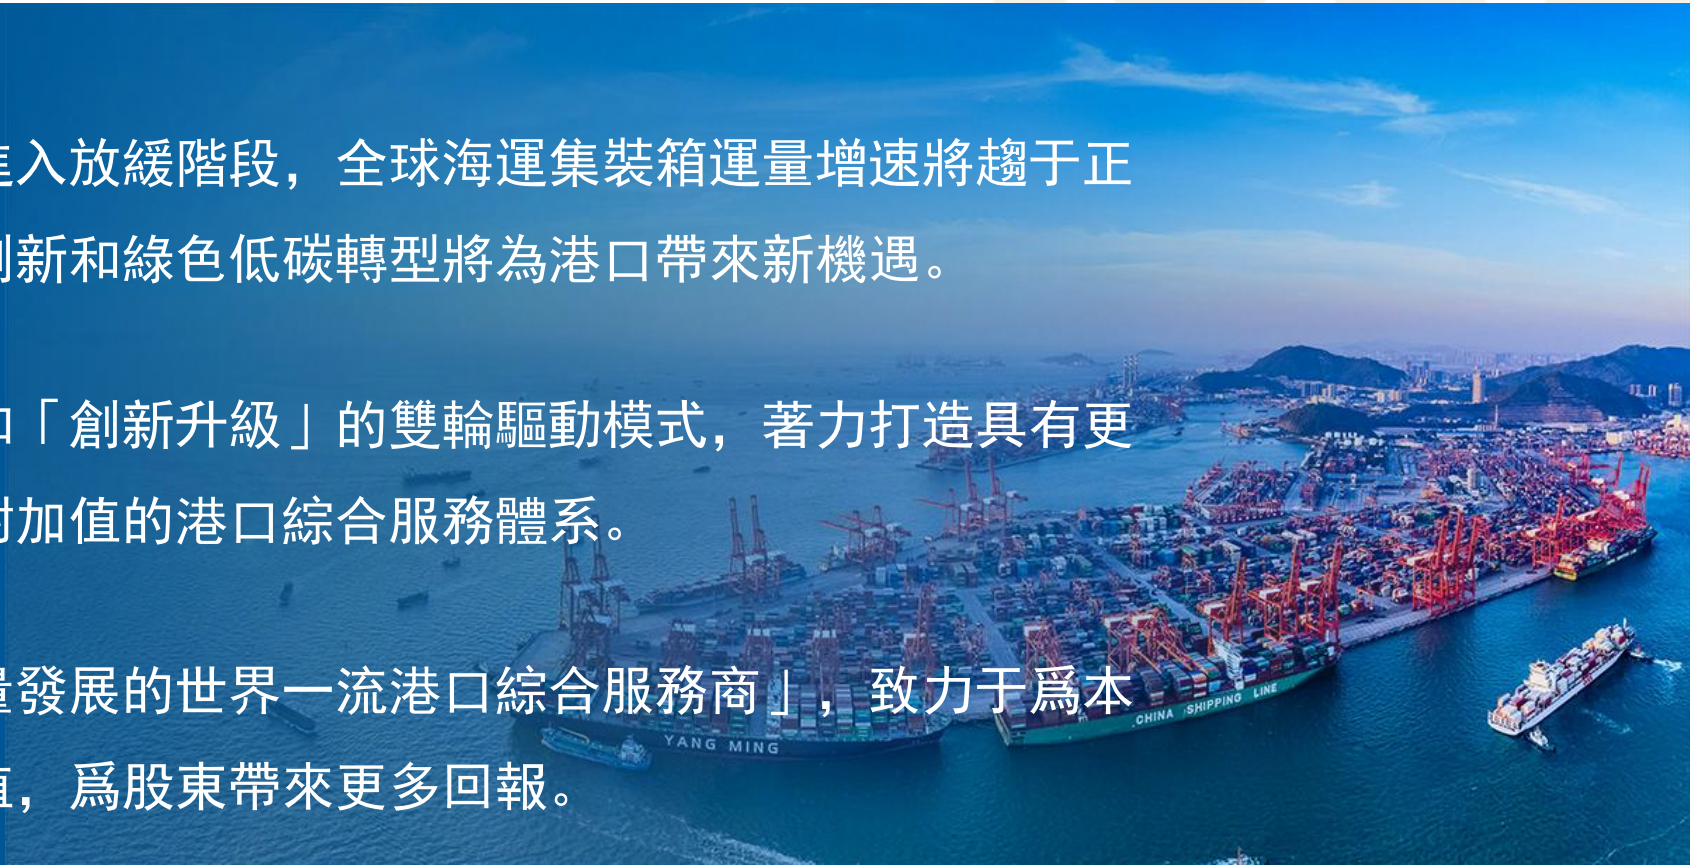 入放緩階段，全球海運集裝箱運量增速將趨于正
新和綠色低碳轉型將為港口帶來新機遇。
「創新升級」的雙輪驅動模式，著力打造具有更
加值的港口綜合服務體系。
發展的世界一流港口綜合服務商」，致力于爲本
，爲股東帶來更多回報。
YANG MING
CHINA SHIPPING LINE